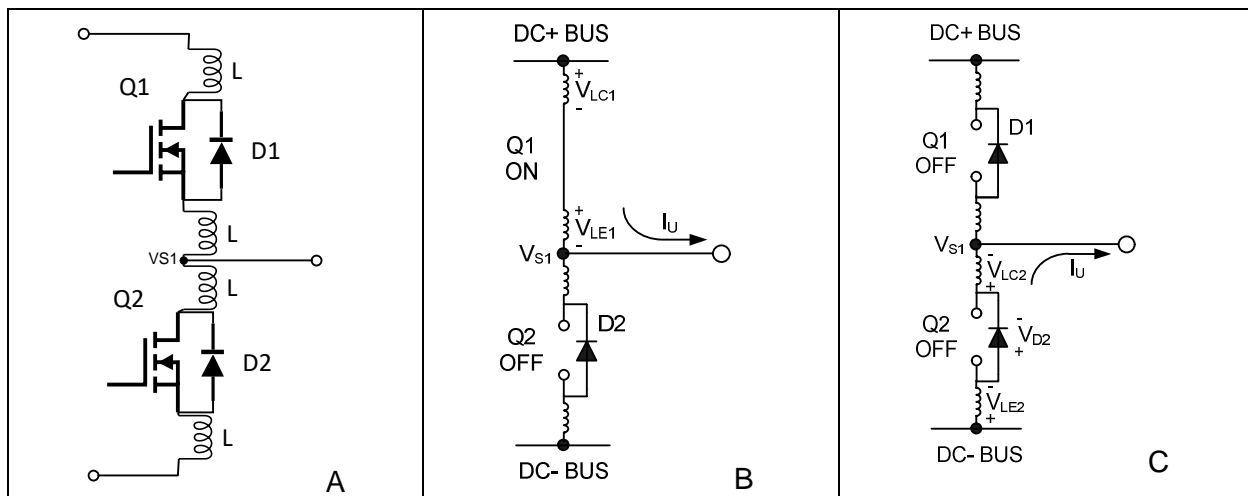 L
Q1
D1
L
VS1
L
Q2
D2
L
A
DC+ BUS
+
VLC1
-
Q1
ON
+
VLE1
-
IU
VS1
D2
Q2
OFF
DC- BUS
B
DC+ BUS
D1
Q1
OFF
VS1
-
VLC2
+
IU
Q2
OFF
-
VD2
+
-
VLE2
+
DC- BUS
C